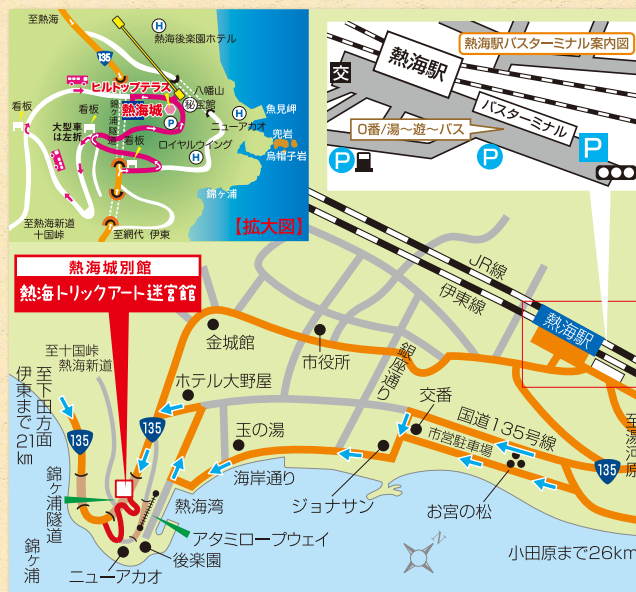 至熱海
135
H
熱海後楽園ホテル
ヒルトップテラス
八幡山
看板
看板
錦ケ浦隧道
熱海城
秘宝館
P
H
ニューアカオ
魚見岬
兜岩
烏帽子岩
大型車
は左折
看板
ロイヤルウィング
H
錦ヶ浦
至熱海新道
十国峠
至網代 伊東
【拡大図】
熱海駅バスターミナル案内図
熱海駅
交
バスターミナル
0番/湯~遊~バス
P
P
P
JR線
伊東線
熱海駅
熱海城別館
熱海トリックアート迷宮館
金城館
市役所
銀座通り
至十国峠
熱海新道
ホテル大野屋
交番
国道135号線
市営駐車場
至湯河原
至下田方面
伊東まで21km
135
135
玉の湯
海岸通り
ジョナサン
お宮の松
135
錦ヶ浦隧道
熱海湾
アタミロープウェイ
錦ヶ浦
ニューアカオ
後楽園
N
小田原まで26km